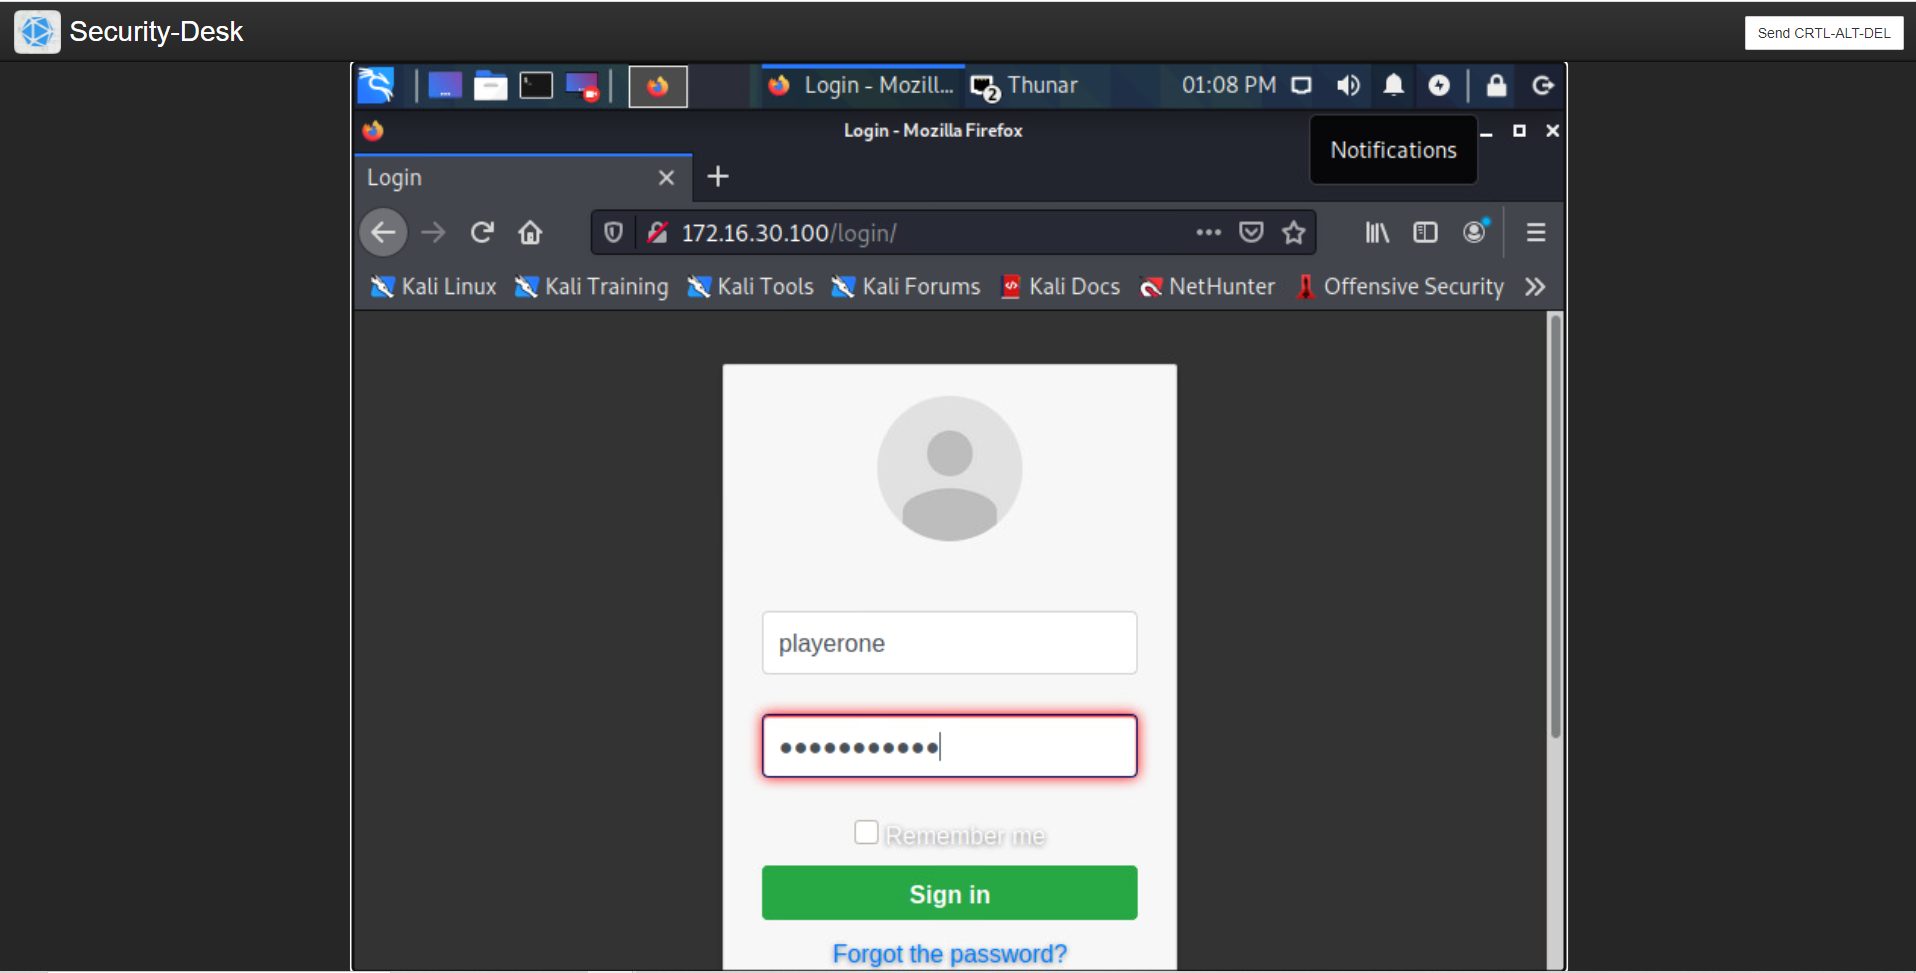 Security-Desk
Send CRTL-ALT-DEL
Login - Mozill... 2 Thunar 01:08 PM
Login - Mozilla Firefox
Notifications
Login
172.16.30.100/login/
Kali Linux Kali Training Kali Tools Kali Forums Kali Docs NetHunter Offensive Security
playerone
●●●●●●●●●●●
Remember me
Sign in
Forgot the password?